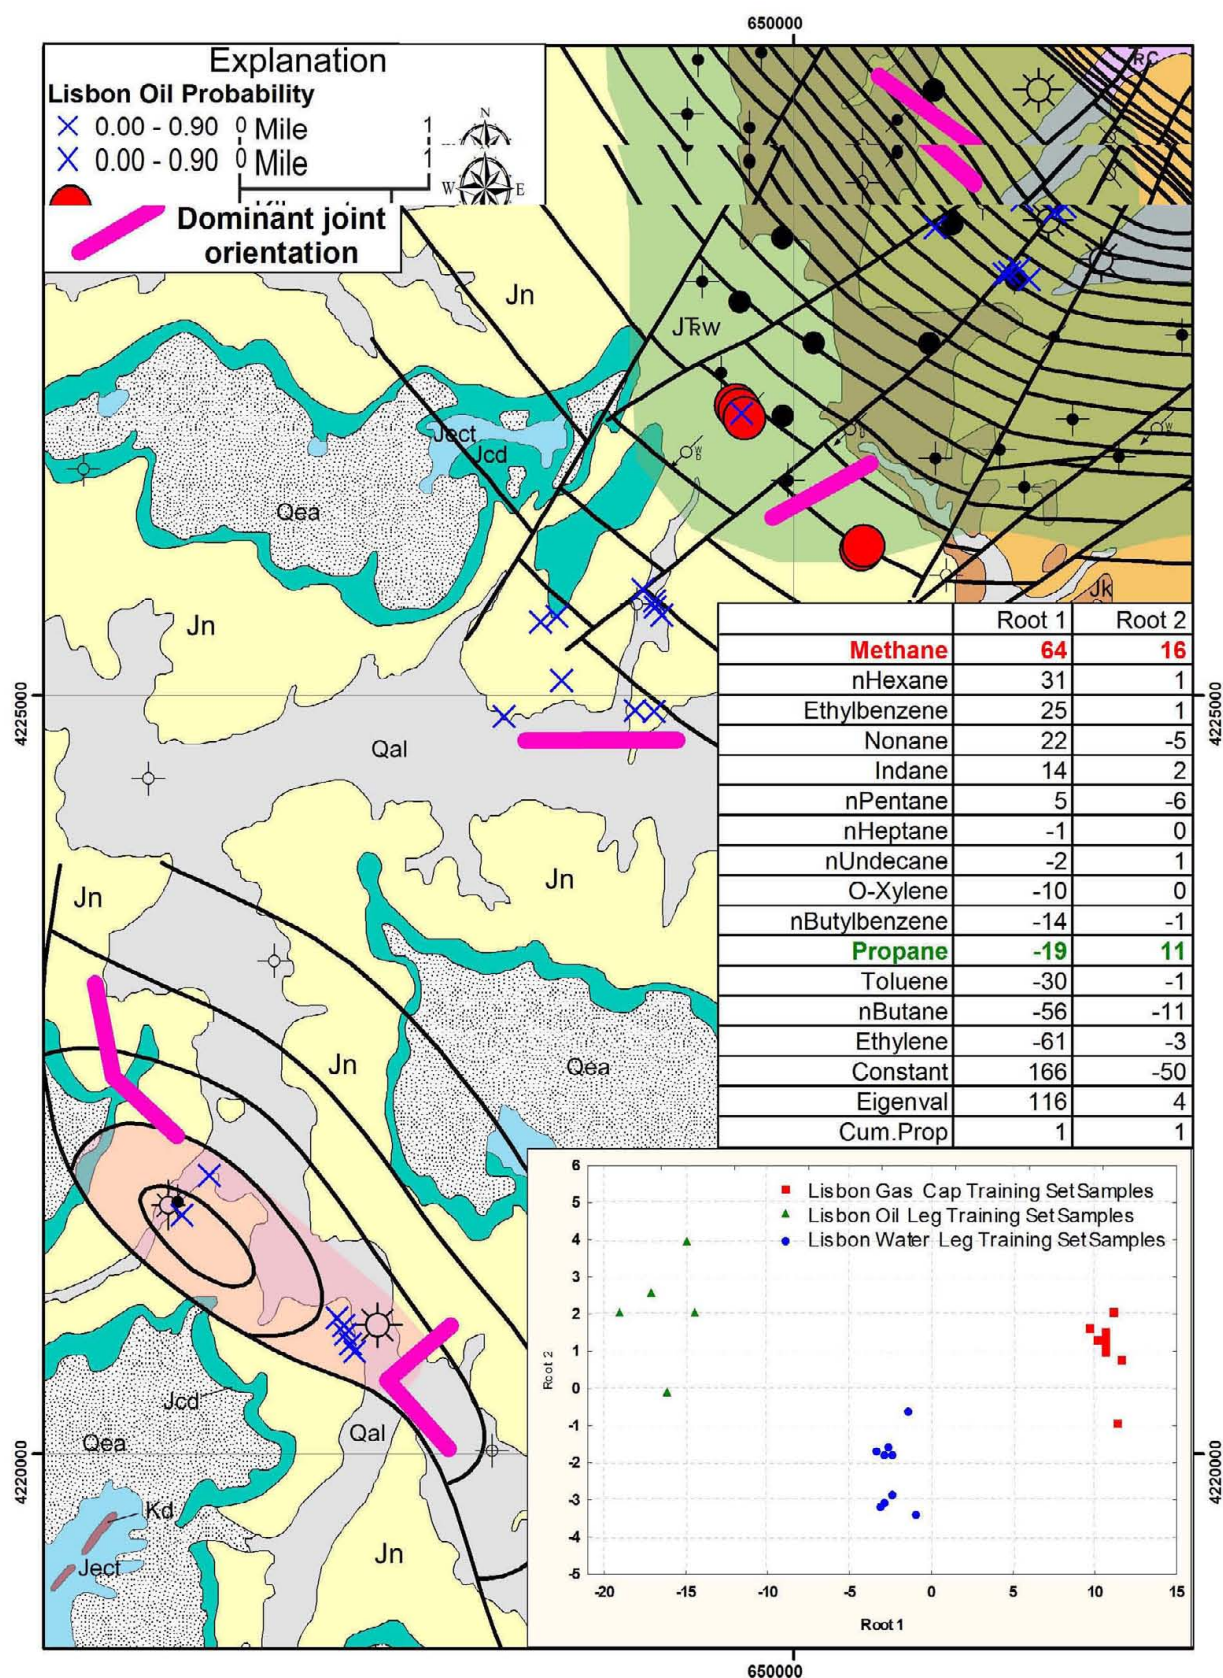 650000
Explanation
Lisbon Oil Probability
0.00 - 0.90 0 Mile 1
0.00 - 0.90 0 Mile 1
N
W E
Dominant joint
orientation
Jn
JTRW
Ject
Jcd
Qea
Jn
Jk
4225000
4225000
Qal
Jn
Jn
Jn
Qea
Root 1 Root 2
Methane 64 16
nHexane 31 1
Ethylbenzene 25 1
Nonane 22 -5
Indane 14 2
nPentane 5 -6
nHeptane -1 0
nUndecane -2 1
O-Xylene -10 0
nButylbenzene -14 -1
Propane -19 11
Toluene -30 -1
nButane -56 -11
Ethylene -61 -3
Constant 166 -50
Eigenval 116 4
Cum.Prop 1 1
Jcd
Qea
Qal
Kd
Ject
Jn
4220000
4220000
6
5
4
3
2
1
0
-1
-2
-3
-4
-5
Root 2
Lisbon Gas Cap Training Set Samples
Lisbon Oil Leg Training Set Samples
Lisbon Water Leg Training Set Samples
-20 -15 -10 -5 0 5 10 15
Root 1
650000